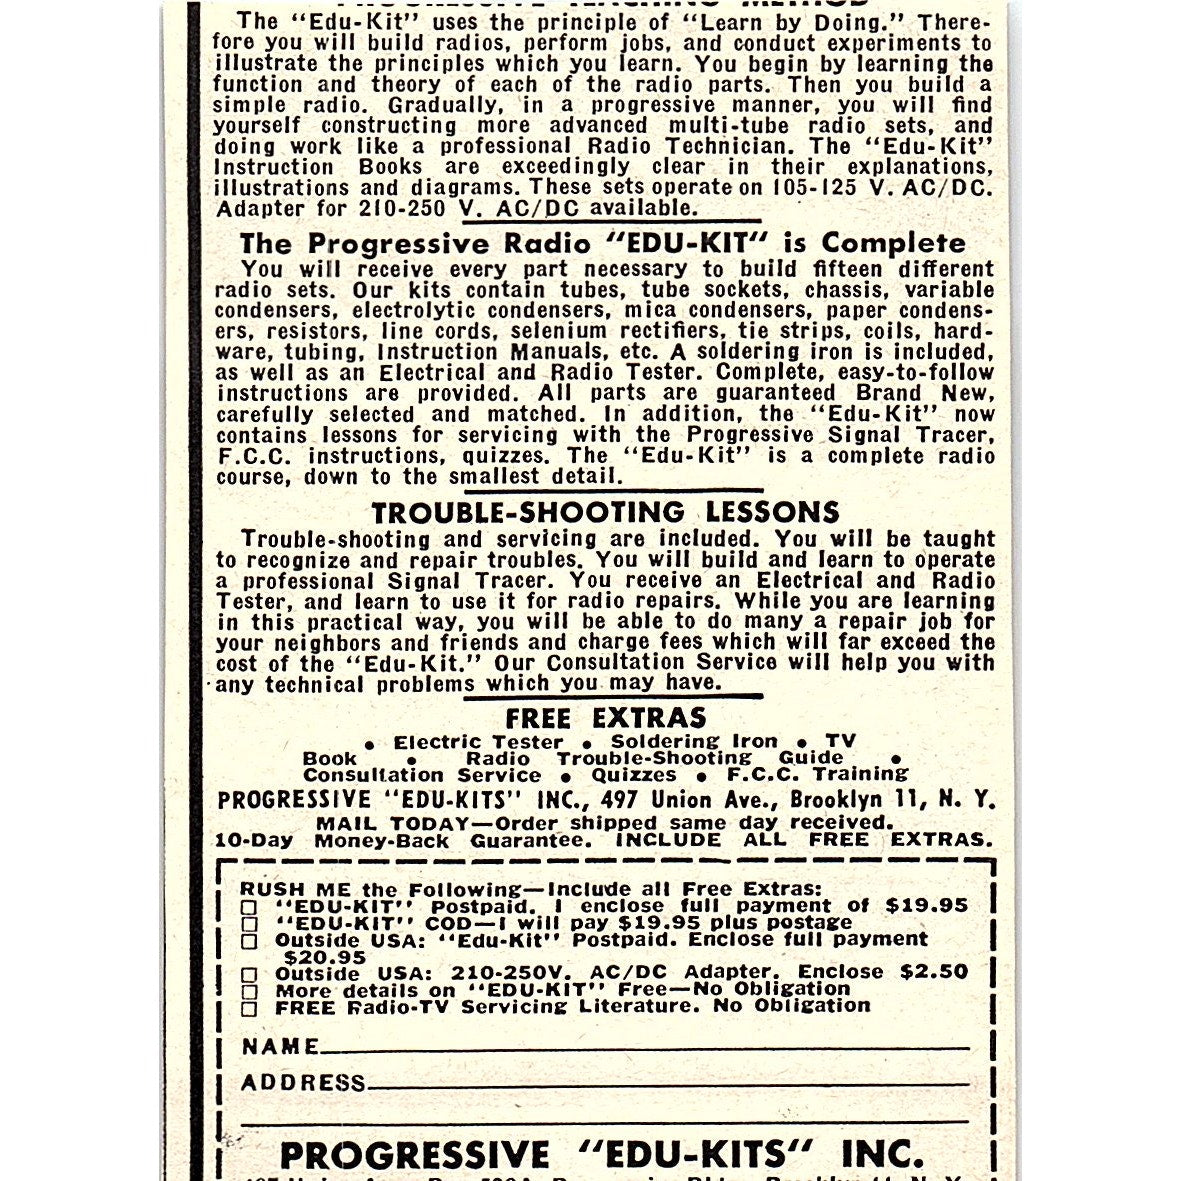 PROGRESSIVE TEACHING METHOD
The "Edu-Kit" uses the principle of "Learn by Doing." There-
fore you will build radios, perform jobs, and conduct experiments to
illustrate the principles which you learn. You begin by learning the
function and theory of each of the radio parts. Then you build a
simple radio. Gradually, in a progressive manner, you will find
yourself constructing more advanced multi-tube radio sets, and
doing work like a professional Radio Technician. The "Edu-Kit"
Instruction Books are exceedingly clear in their explanations,
illustrations and diagrams. These sets operate on 105-125 V. AC/DC.
Adapter for 210-250 V. AC/DC available.
The Progressive Radio "EDU-KIT" is Complete
You will receive every part necessary to build fifteen different
radio sets. Our kits contain tubes, tube sockets, chassis, variable
condensers, electrolytic condensers, mica condensers, paper condens-
ers, resistors, line cords, selenium rectifiers, tie strips, coils, hard-
ware, tubing, Instruction Manuals, etc. A soldering iron is included,
as well as an Electrical and Radio Tester. Complete, easy-to-follow
instructions are provided. All parts are guaranteed Brand New,
carefully selected and matched. In addition, the "Edu-Kit" now
contains lessons for servicing with the Progressive Signal Tracer,
F.C.C. instructions, quizzes. The "Edu-Kit" is a complete radio
course, down to the smallest detail.
TROUBLE-SHOOTING LESSONS
Trouble-shooting and servicing are included. You will be taught
to recognize and repair troubles. You will build and learn to operate
a professional Signal Tracer. You receive an Electrical and Radio
Tester, and learn to use it for radio repairs. While you are learning
in this practical way, you will be able to do many a repair job for
your neighbors and friends and charge fees which will far exceed the
cost of the "Edu-Kit." Our Consultation Service will help you with
any technical problems which you may have.
FREE EXTRAS
• Electric Tester • Soldering Iron • TV
Book • Radio Trouble-Shooting Guide •
Consultation Service • Quizzes • F.C.C. Training
PROGRESSIVE "EDU-KITS" INC., 497 Union Ave., Brooklyn 11, N. Y.
MAIL TODAY—Order shipped same day received.
10-Day Money-Back Guarantee. INCLUDE ALL FREE EXTRAS.
RUSH ME the Following—Include all Free Extras:
□ "EDU-KIT" Postpaid. I enclose full payment of $19.95
□ "EDU-KIT" COD—I will pay $19.95 plus postage
□ Outside USA: "Edu-Kit" Postpaid. Enclose full payment
$20.95
□ Outside USA: 210-250V. AC/DC Adapter. Enclose $2.50
□ More details on "EDU-KIT" Free—No Obligation
□ FREE Radio-TV Servicing Literature. No Obligation
NAME
ADDRESS
PROGRESSIVE "EDU-KITS" INC.